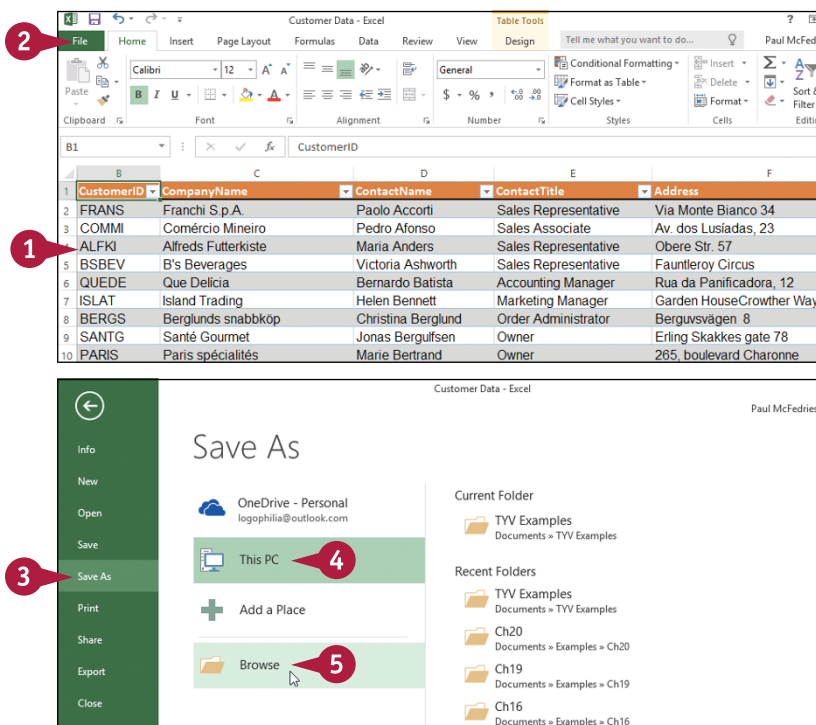 Customer Data - Excel
Table Tools
?
2
File
Home
Insert
Page Layout
Formulas
Data
Review
View
Design
Tell me what you want to do...
Paul McFed
Paste
Calibri
12
A A
B I U
A
General
$ % ,
Conditional Formatting
Format as Table
Cell Styles
Insert
Delete
Format
Σ
A
Z
Sort &
Filter
Clipboard
Font
Alignment
Number
Styles
Cells
Editi
B1
fx
CustomerID
B C D E F
1 CustomerID CompanyName ContactName ContactTitle Address
2 FRANS Franchi S.p.A. Paolo Accorti Sales Representative Via Monte Bianco 34
3 COMMI Comércio Mineiro Pedro Afonso Sales Associate Av. dos Lusíadas, 23
1
ALFKI Alfreds Futterkiste Maria Anders Sales Representative Obere Str. 57
5 BSBEV B's Beverages Victoria Ashworth Sales Representative Fauntleroy Circus
6 QUEDE Que Delícia Bernardo Batista Accounting Manager Rua da Panificadora, 12
7 ISLAT Island Trading Helen Bennett Marketing Manager Garden HouseCrowther Way
8 BERGS Berglunds snabbköp Christina Berglund Order Administrator Berguvsvägen 8
9 SANTG Santé Gourmet Jonas Bergulfsen Owner Erling Skakkes gate 78
10 PARIS Paris spécialités Marie Bertrand Owner 265, boulevard Charonne
Customer Data - Excel
Paul McFedries
Info
New
Open
Save
3
Save As
Print
Share
Export
Close
Save As
OneDrive - Personal
logophilia@outlook.com
This PC
4
Add a Place
Browse
5
Current Folder
TYV Examples
Documents » TYV Examples
Recent Folders
TYV Examples
Documents » TYV Examples
Ch20
Documents » Examples » Ch20
Ch19
Documents » Examples » Ch19
Ch16
Documents » Examples » Ch16